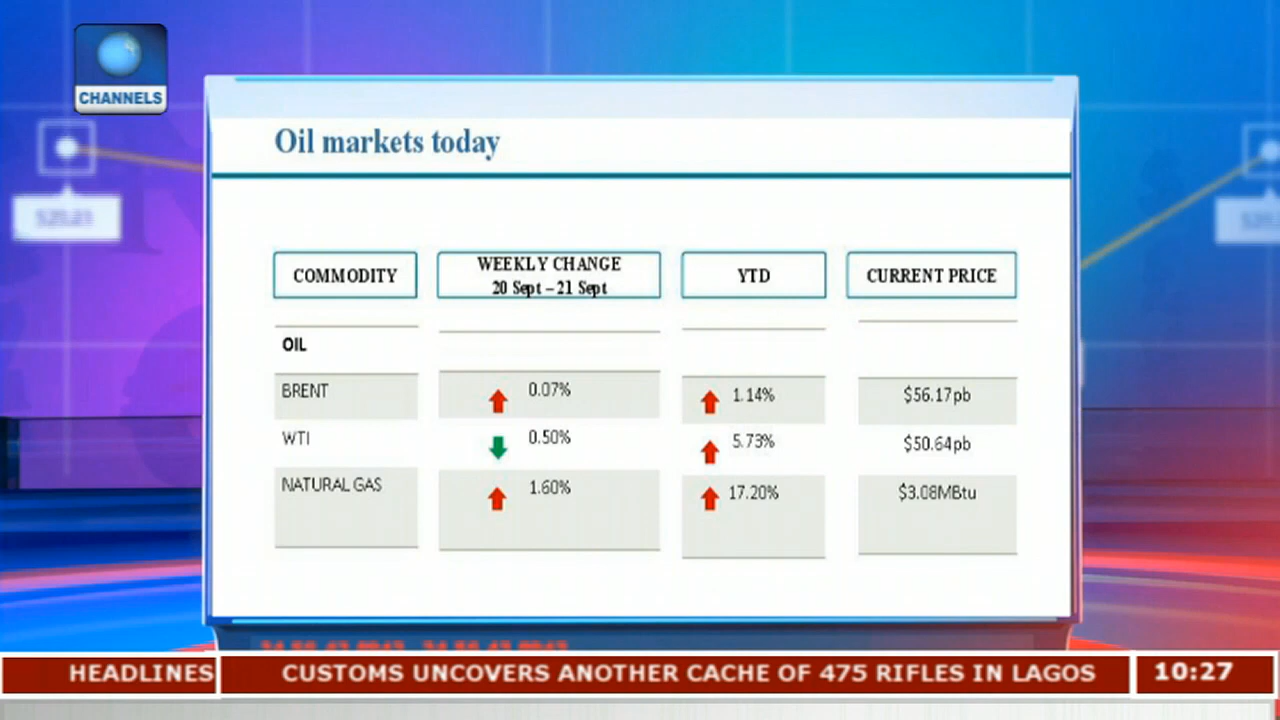 CHANNELS
Oil markets today
COMMODITY
WEEKLY CHANGE
20 Sept – 21 Sept
YTD
CURRENT PRICE
OIL
BRENT 0.07% 1.14% $56.17pb
WTI 0.50% 5.73% $50.64pb
NATURAL GAS 1.60% 17.20% $3.08MBtu
HEADLINES CUSTOMS UNCOVERS ANOTHER CACHE OF 475 RIFLES IN LAGOS 10:27